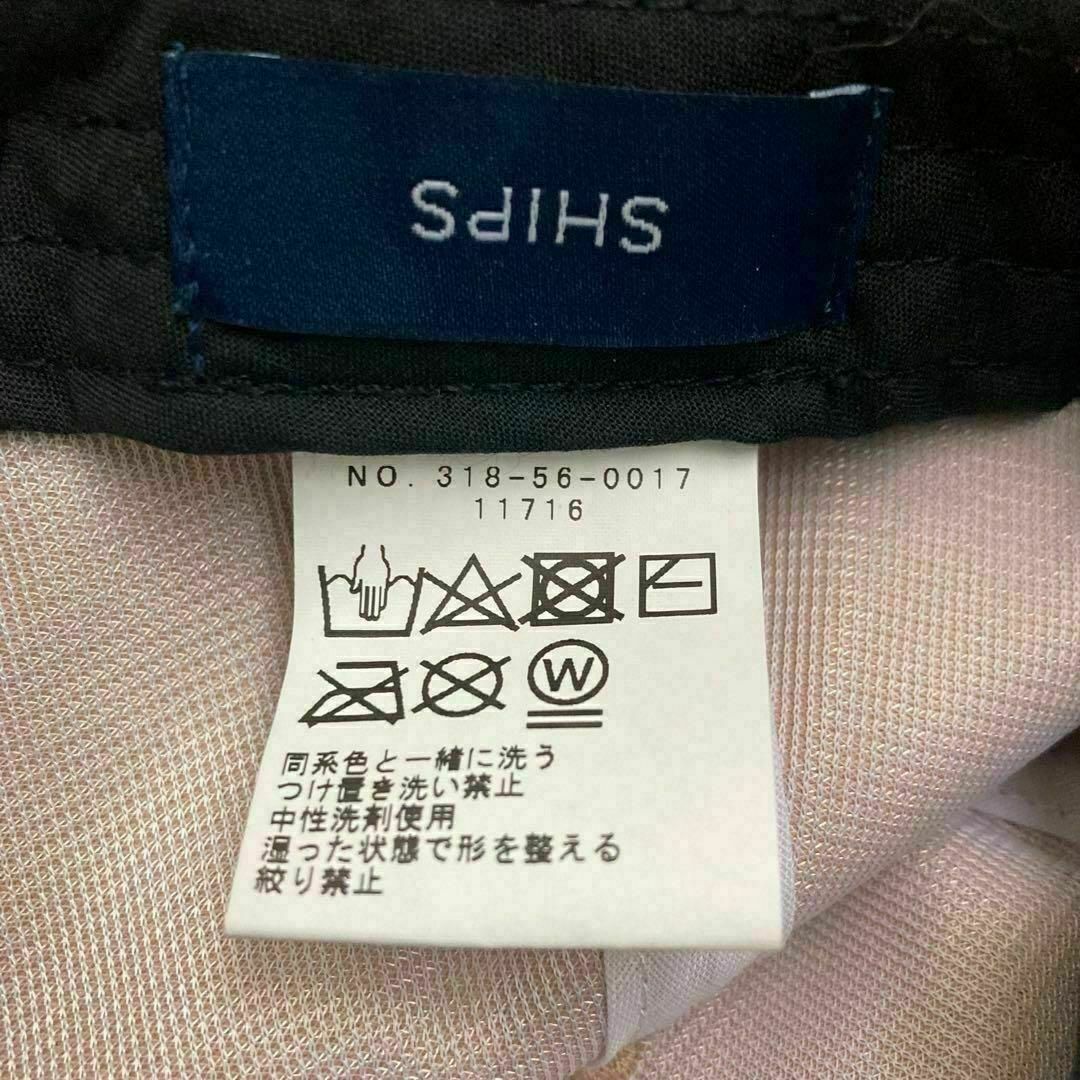 SHIPS
NO. 318-56-0017
11716
W
同系色と一緒に洗う
つけ置き洗い禁止
中性洗剤使用
湿った状態で形を整える
絞り禁止